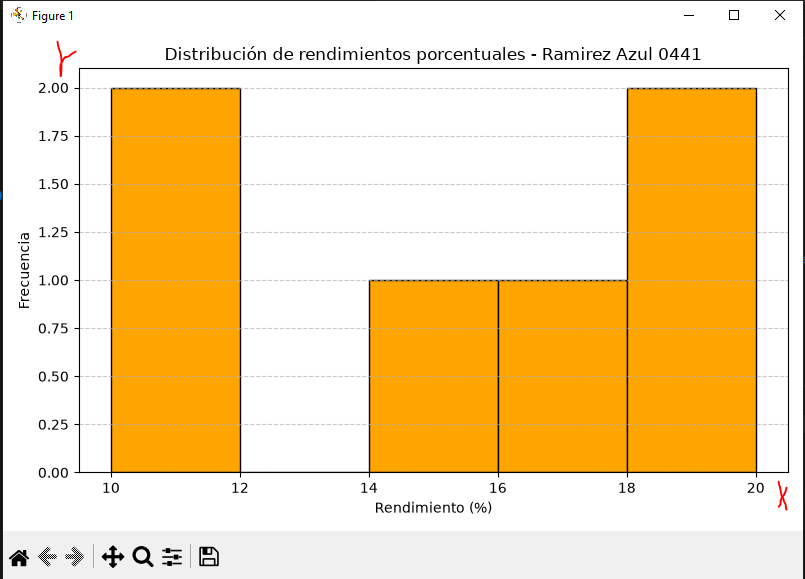 Figure 1
Distribución de rendimientos porcentuales - Ramirez Azul 0441
Y
2.00
1.75
1.50
1.25
1.00
0.75
0.50
0.25
0.00
Frecuencia
10 12 14 16 18 20
Rendimiento (%)
X